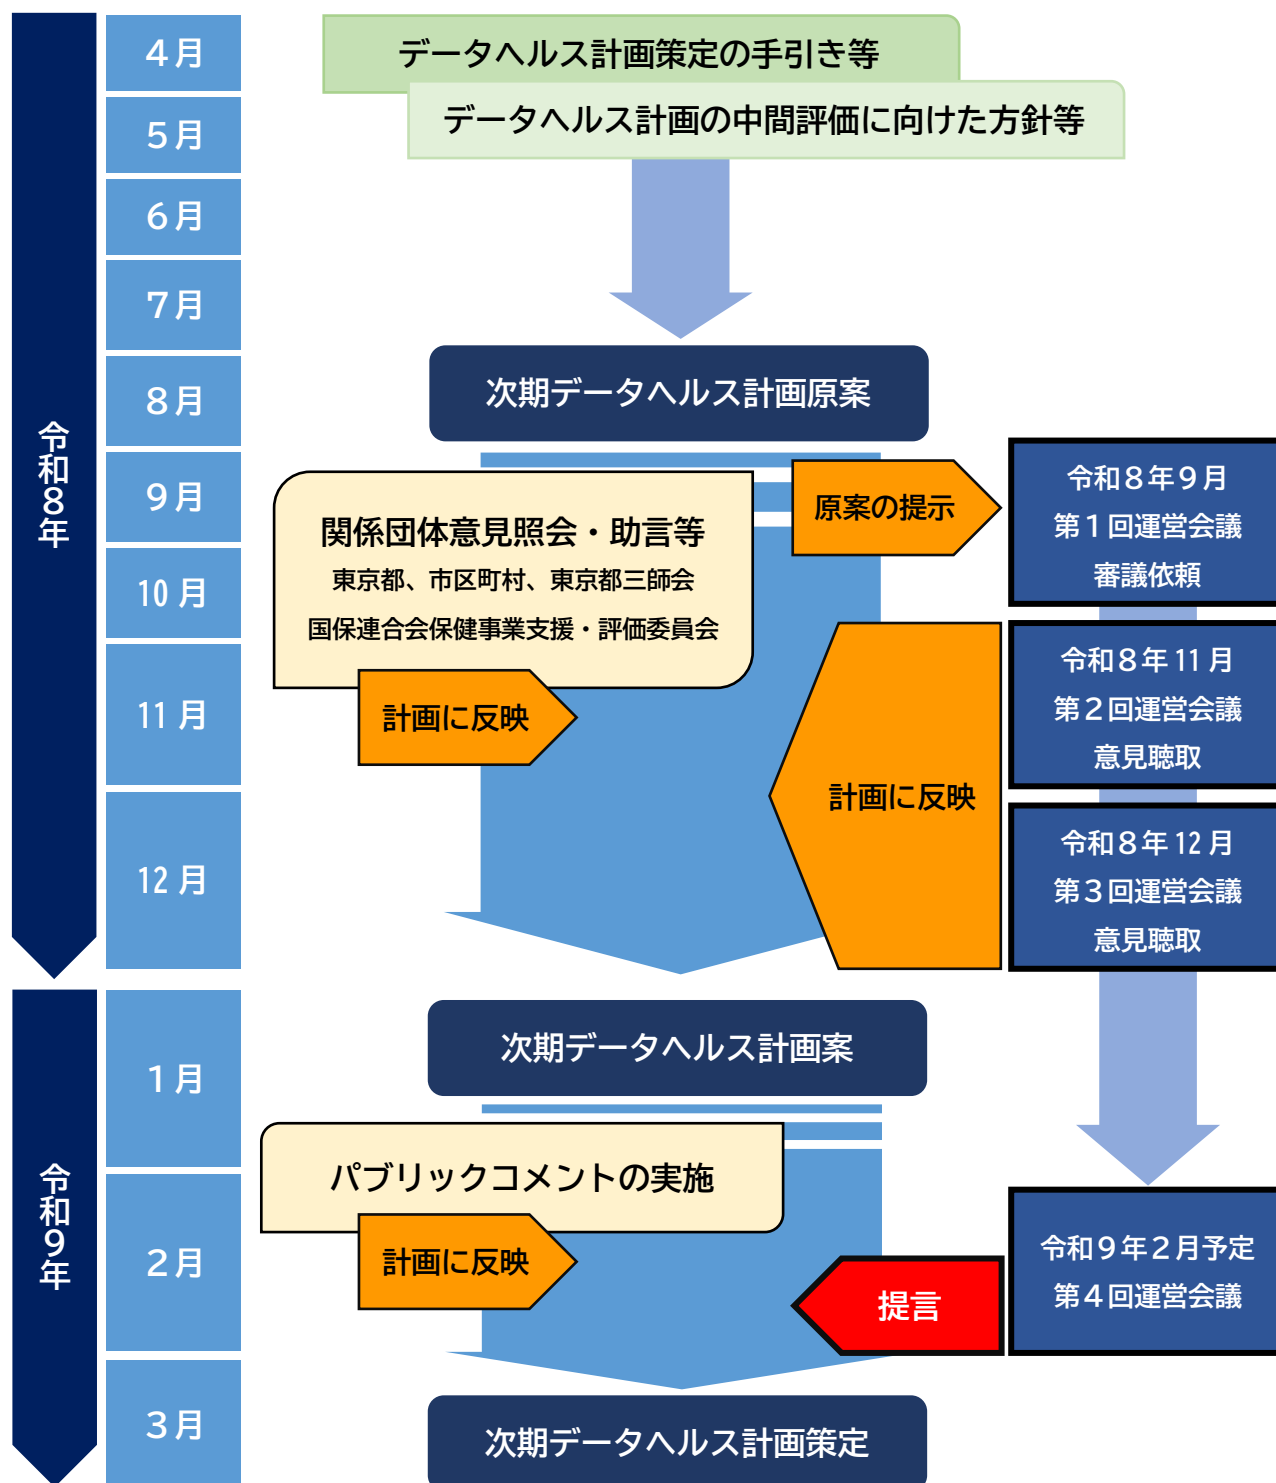 令和８年
４月
５月
６月
７月
８月
９月
10月
11月
12月
令和９年
１月
２月
３月
データヘルス計画策定の手引き等
データヘルス計画の中間評価に向けた方針等
次期データヘルス計画原案
関係団体意見照会・助言等
東京都、市区町村、東京都三師会
国保連合会保健事業支援・評価委員会
計画に反映
原案の提示
令和８年９月
第１回運営会議
審議依頼
令和８年11月
第２回運営会議
意見聴取
計画に反映
令和８年12月
第３回運営会議
意見聴取
次期データヘルス計画案
パブリックコメントの実施
計画に反映
提言
令和９年２月予定
第４回運営会議
次期データヘルス計画策定